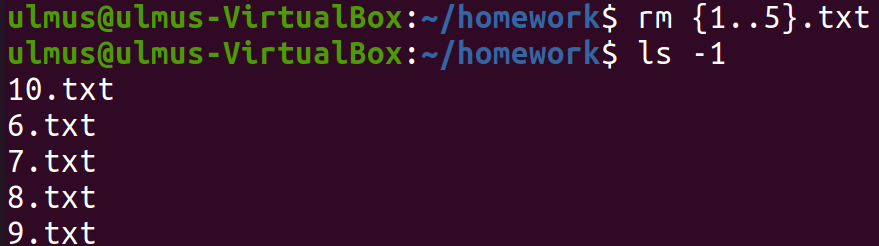 ulmus@ulmus-VirtualBox:~/homework$ rm {1..5}.txt
ulmus@ulmus-VirtualBox:~/homework$ ls -1
10.txt
6.txt
7.txt
8.txt
9.txt